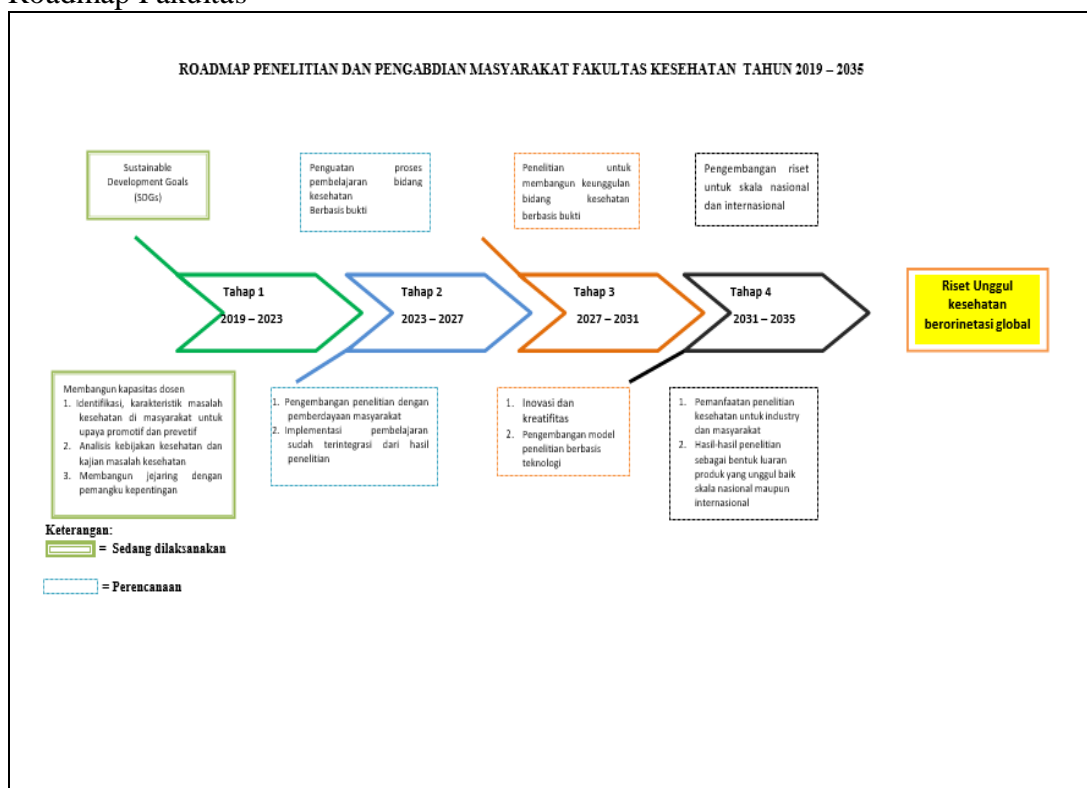 Roadmap Fakultas
ROADMAP PENELITIAN DAN PENGABDIAN MASYARAKAT FAKULTAS KESEHATAN TAHUN 2019 – 2035
Sustainable
Development Goals
(SDGs)
Penguatan proses
pembelajaran bidang
kesehatan
Berbasis bukti
Penelitian untuk
membangun keunggulan
bidang kesehatan
berbasis bukti
Pengembangan riset
untuk skala nasional
dan internasional
Tahap 1
2019 – 2023
Tahap 2
2023 – 2027
Tahap 3
2027 – 2031
Tahap 4
2031 – 2035
Riset Unggul
kesehatan
berorinetasi global
Membangun kapasitas dosen
1. Identifikasi, karakteristik masalah
kesehatan di masyarakat untuk
upaya promotif dan prevetif
2. Analisis kebijakan kesehatan dan
kajian masalah kesehatan
3. Membangun jejaring dengan
pemangku kepentingan
1. Pengembangan penelitian dengan
pemberdayaan masyarakat
2. Implementasi pembelajaran
sudah terintegrasi dari hasil
penelitian
1. Inovasi dan
kreatifitas
2. Pengembangan model
penelitian berbasis
teknologi
1. Pemanfaatan penelitian
kesehatan untuk industry
dan masyarakat
2. Hasil-hasil penelitian
sebagai bentuk luaran
produk yang unggul baik
skala nasional maupun
internasional
Keterangan:
= Sedang dilaksanakan
= Perencanaan